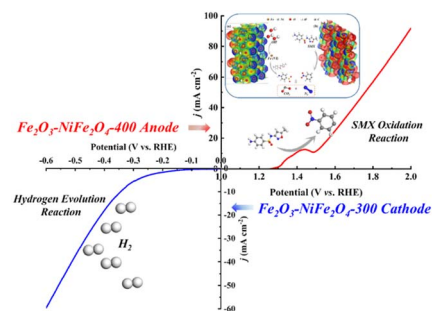 100
80
60
40
20
0
j (mA cm⁻²)
SMX Oxidation
Reaction
Fe₂O₃-NiFe₂O₄-400 Anode
Potential (V vs. RHE)
-0.6 -0.5 -0.4 -0.3 -0.2 -0.1 1.0
1.0 1.2 1.4 1.6 1.8 2.0
Potential (V vs. RHE)
Hydrogen Evolution
Reaction
H₂
Fe₂O₃-NiFe₂O₄-300 Cathode
-10
-20
-30
-40
-50
-60
j (mA cm⁻²)